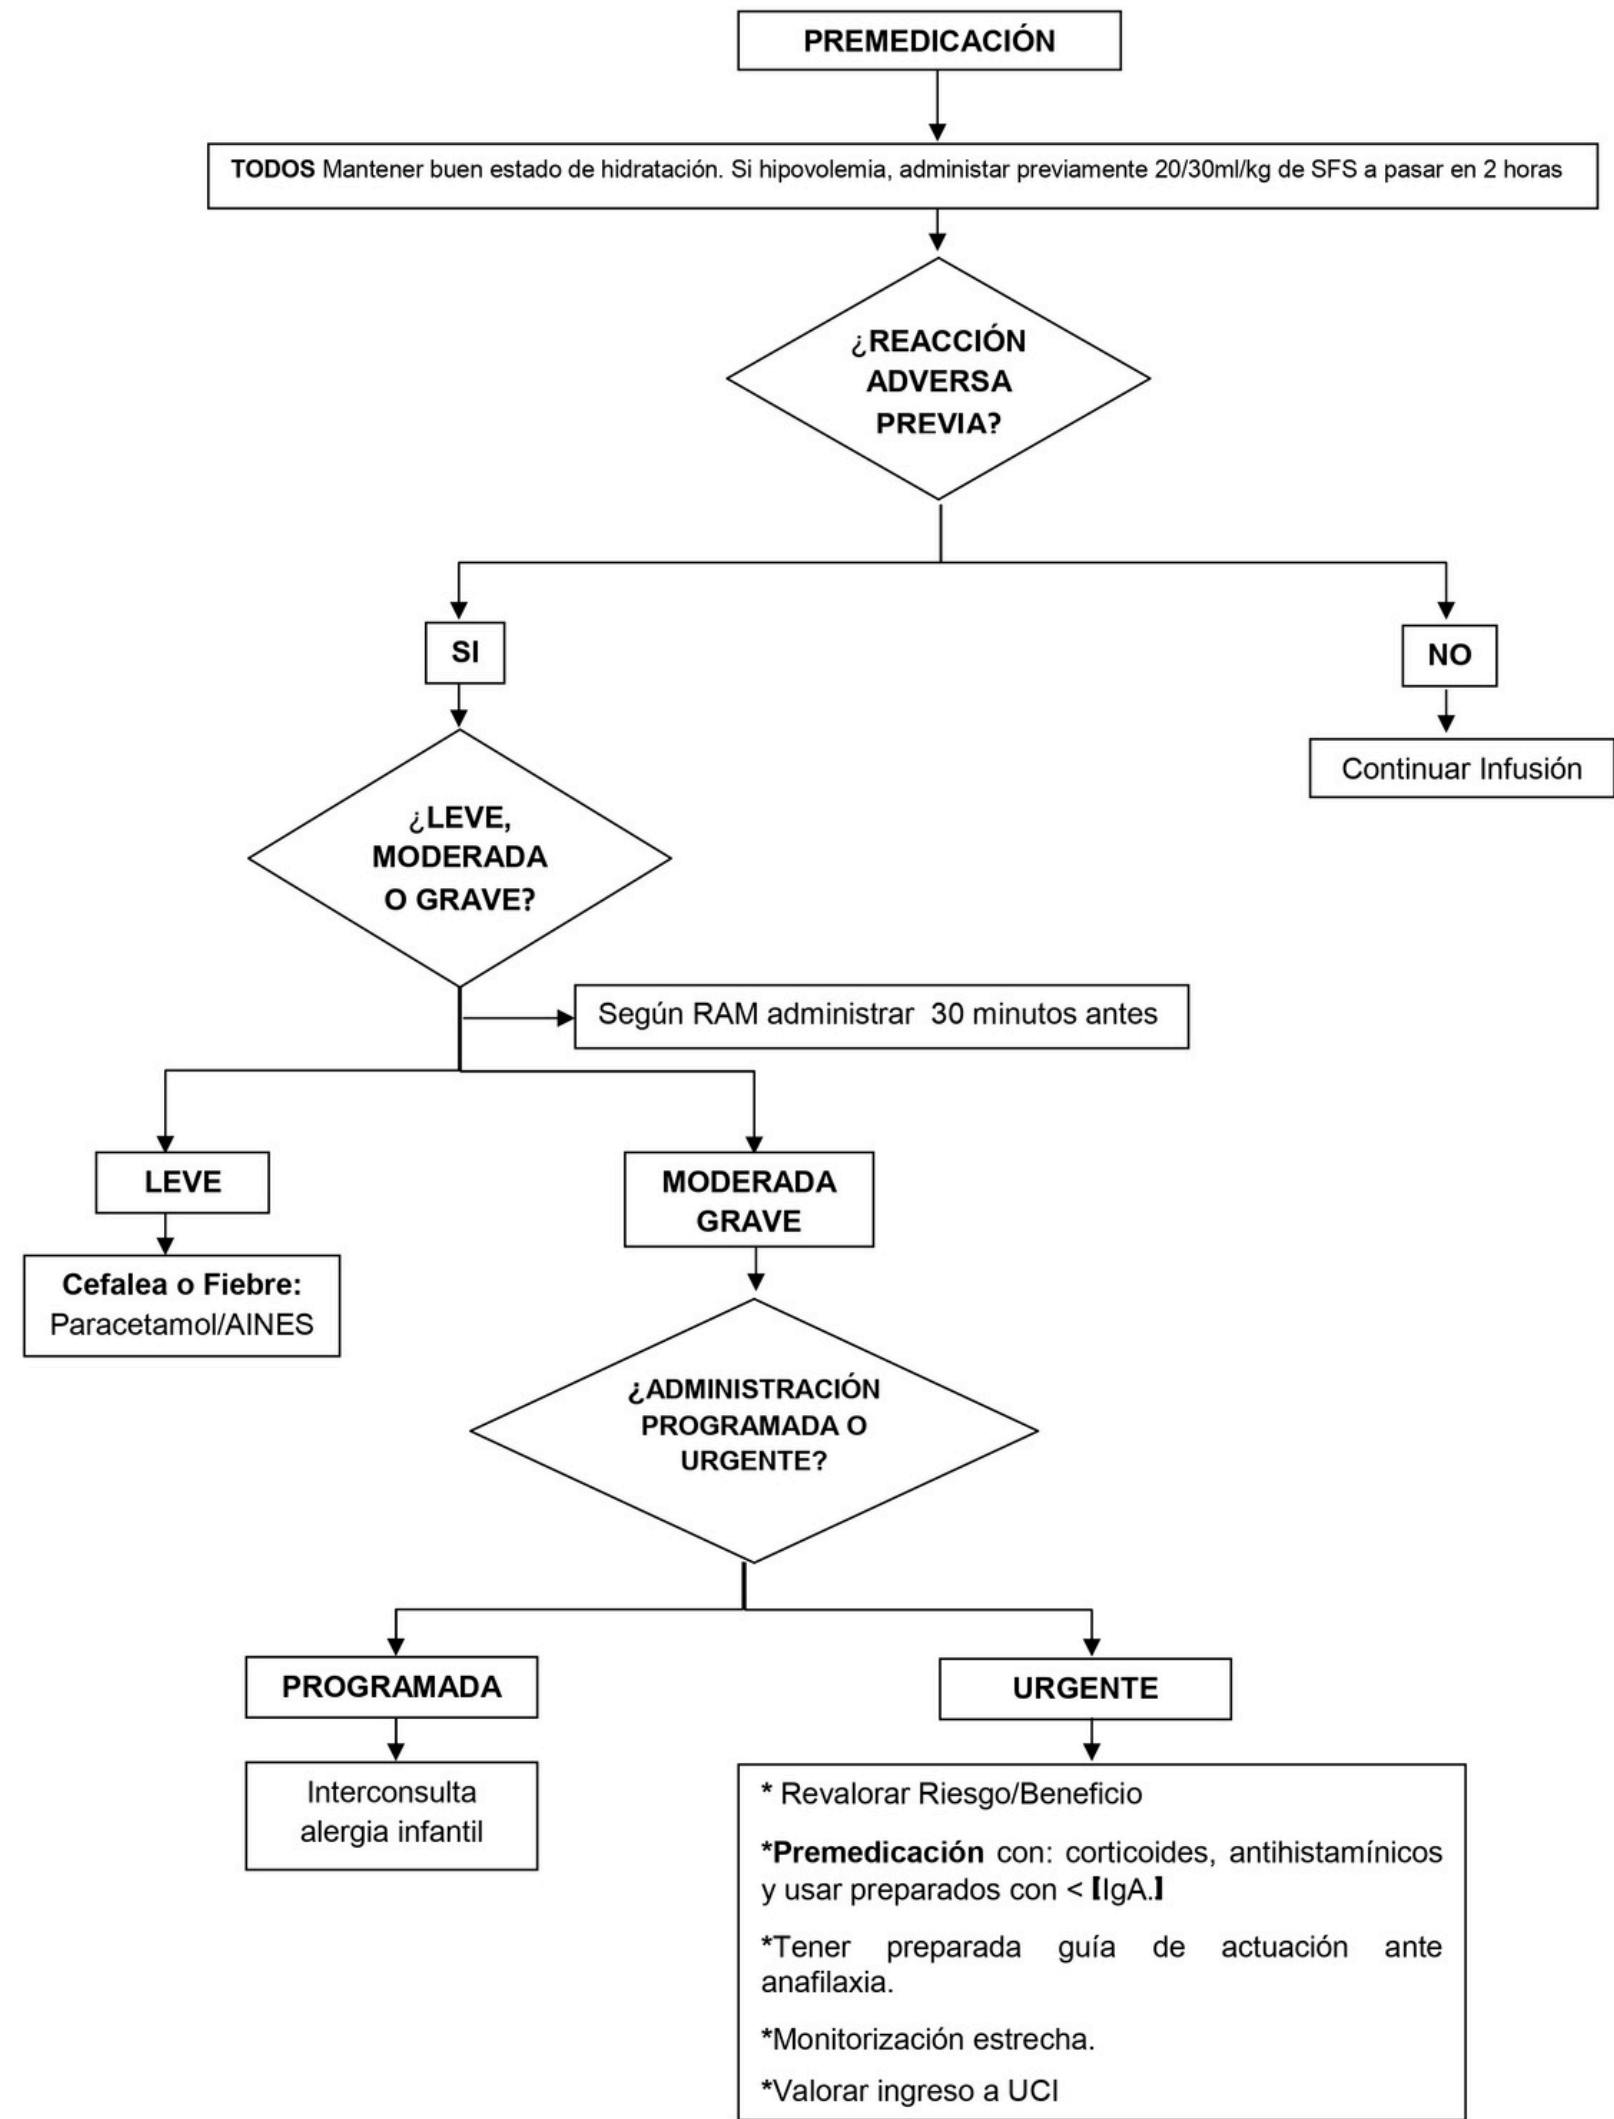 PREMEDICACIÓN
TODOS Mantener buen estado de hidratación. Si hipovolemia, administar previamente 20/30ml/kg de SFS a pasar en 2 horas
¿REACCIÓN
ADVERSA
PREVIA?
SI
NO
Continuar Infusión
¿LEVE,
MODERADA
O GRAVE?
Según RAM administrar 30 minutos antes
LEVE
MODERADA
GRAVE
Cefalea o Fiebre:
Paracetamol/AINES
¿ADMINISTRACIÓN
PROGRAMADA O
URGENTE?
PROGRAMADA
URGENTE
Interconsulta
alergia infantil
* Revalorar Riesgo/Beneficio
*Premedicación con: corticoides, antihistamínicos
y usar preparados con < [IgA.]
*Tener preparada guía de actuación ante
anafilaxia.
*Monitorización estrecha.
*Valorar ingreso a UCI